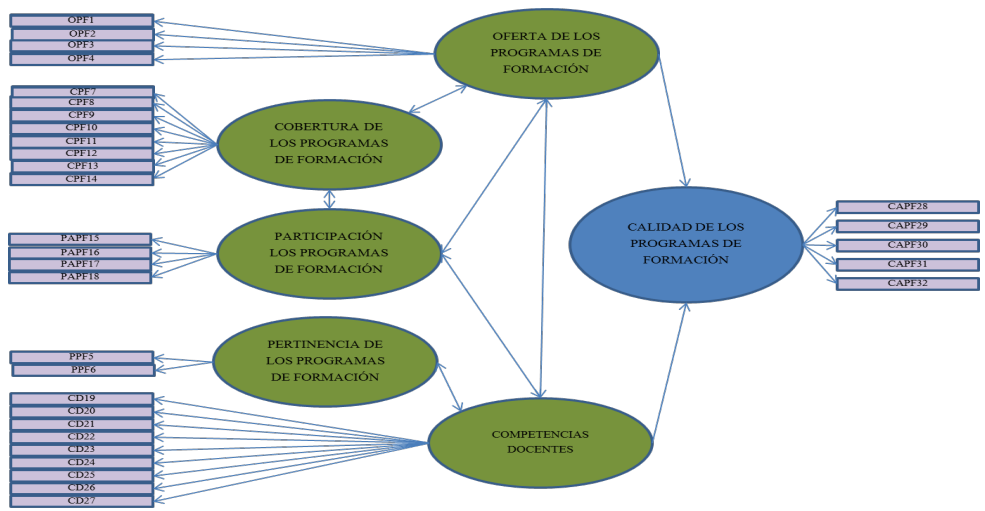 OPF1
OPF2
OPF3
OPF4
OFERTA DE LOS
PROGRAMAS DE
FORMACIÓN
CPF7
CPF8
CPF9
CPF10
CPF11
CPF12
CPF13
CPF14
COBERTURA DE
LOS PROGRAMAS
DE FORMACIÓN
PAPF15
PAPF16
PAPF17
PAPF18
PARTICIPACIÓN
LOS PROGRAMAS
DE FORMACIÓN
CALIDAD DE LOS
PROGRAMAS DE
FORMACIÓN
CAPF28
CAPF29
CAPF30
CAPF31
CAPF32
PPF5
PPF6
PERTINENCIA DE
LOS PROGRAMAS
DE FORMACIÓN
CD19
CD20
CD21
CD22
CD23
CD24
CD25
CD26
CD27
COMPETENCIAS
DOCENTES